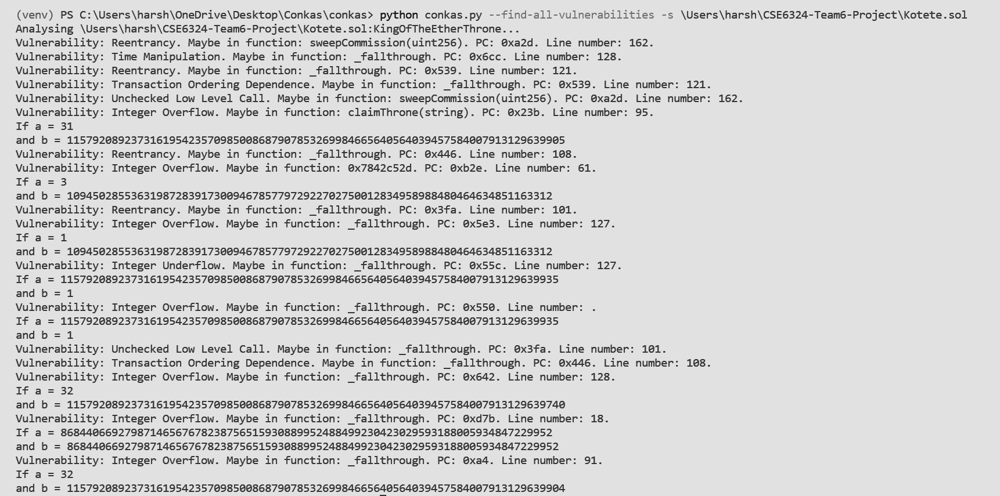 (venv) PS C:\Users\harsh\OneDrive\Desktop\Conkas\conkas> python conkas.py --find-all-vulnerabilities -s \Users\harsh\CSE6324-Team6-Project\Kotete.sol
Analysing \Users\harsh\CSE6324-Team6-Project\Kotete.sol:KingOfTheEtherThrone...
Vulnerability: Reentrancy. Maybe in function: sweepCommission(uint256). PC: 0xa2d. Line number: 162.
Vulnerability: Time Manipulation. Maybe in function: _fallthrough. PC: 0x6cc. Line number: 128.
Vulnerability: Reentrancy. Maybe in function: _fallthrough. PC: 0x539. Line number: 121.
Vulnerability: Transaction Ordering Dependence. Maybe in function: _fallthrough. PC: 0x539. Line number: 121.
Vulnerability: Unchecked Low Level Call. Maybe in function: sweepCommission(uint256). PC: 0xa2d. Line number: 162.
Vulnerability: Integer Overflow. Maybe in function: claimThrone(string). PC: 0x23b. Line number: 95.
If a = 31
and b = 115792089237316195423570985008687907853269984665640564039457584007913129639905
Vulnerability: Reentrancy. Maybe in function: _fallthrough. PC: 0x446. Line number: 108.
Vulnerability: Integer Overflow. Maybe in function: 0x7842c52d. PC: 0xb2e. Line number: 61.
If a = 3
and b = 10945028553631987283917300946785779729227027500128349589884804646348511633​12
Vulnerability: Reentrancy. Maybe in function: _fallthrough. PC: 0x3fa. Line number: 101.
Vulnerability: Integer Overflow. Maybe in function: _fallthrough. PC: 0x5e3. Line number: 127.
If a = 1
and b = 1094502855363198728391730094678577972922702750012834958988480464634851163312
Vulnerability: Integer Underflow. Maybe in function: _fallthrough. PC: 0x55c. Line number: 127.
If a = 115792089237316195423570985008687907853269984665640564039457584007913129639935
and b = 1
Vulnerability: Integer Overflow. Maybe in function: _fallthrough. PC: 0x550. Line number: .
If a = 115792089237316195423570985008687907853269984665640564039457584007913129639935
and b = 1
Vulnerability: Unchecked Low Level Call. Maybe in function: _fallthrough. PC: 0x3fa. Line number: 101.
Vulnerability: Transaction Ordering Dependence. Maybe in function: _fallthrough. PC: 0x446. Line number: 108.
Vulnerability: Integer Overflow. Maybe in function: _fallthrough. PC: 0x642. Line number: 128.
If a = 32
and b = 115792089237316195423570985008687907853269984665640564039457584007913129639740
Vulnerability: Integer Overflow. Maybe in function: _fallthrough. PC: 0xd7b. Line number: 18.
If a = 86844066927987146567678238756515930889952488499230423029593188005934847229952
and b = 86844066927987146567678238756515930889952488499230423029593188005934847229952
Vulnerability: Integer Overflow. Maybe in function: _fallthrough. PC: 0xa4. Line number: 91.
If a = 32
and b = 115792089237316195423570985008687907853269984665640564039457584007913129639904